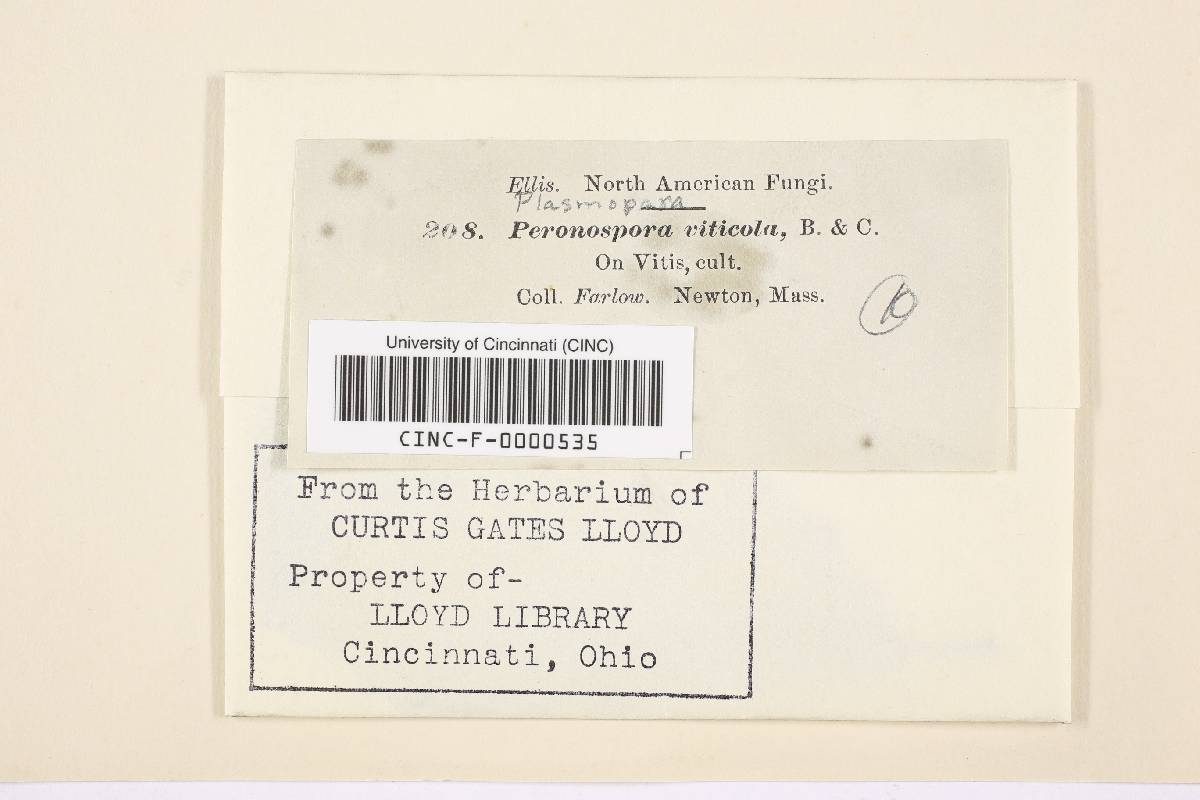 Ellis. North American Fungi.
Plasmopara
208. Peronospora viticola, B. & C.
On Vitis, cult.
Coll. Farlow. Newton, Mass.
K
University of Cincinnati (CINC)
CINC-F-0000535
From the Herbarium of
CURTIS GATES LLOYD
Property of-
LLOYD LIBRARY
Cincinnati, Ohio